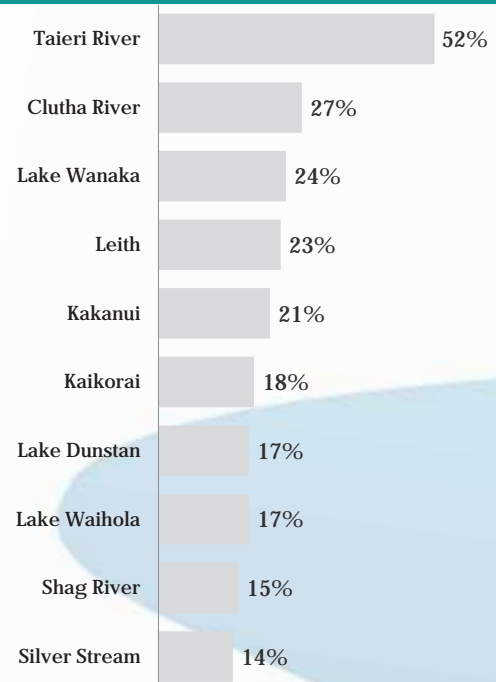 Taieri River 52%
Clutha River 27%
Lake Wanaka 24%
Leith 23%
Kakanui 21%
Kaikorai 18%
Lake Dunstan 17%
Lake Waihola 17%
Shag River 15%
Silver Stream 14%